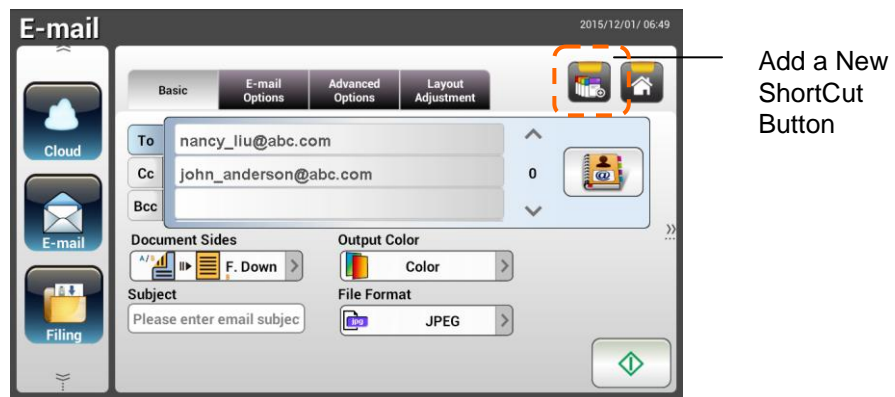 E-mail
2015/12/01/ 06:49
Add a New
ShortCut
Button
Basic
E-mail
Options
Advanced
Options
Layout
Adjustment
Cloud
E-mail
Filing
To
nancy_liu@abc.com
Cc
john_anderson@abc.com
0
Bcc
@
Document Sides
Output Color
A/B
F. Down
Color
Subject
File Format
Please enter email subjec
JPG
JPEG